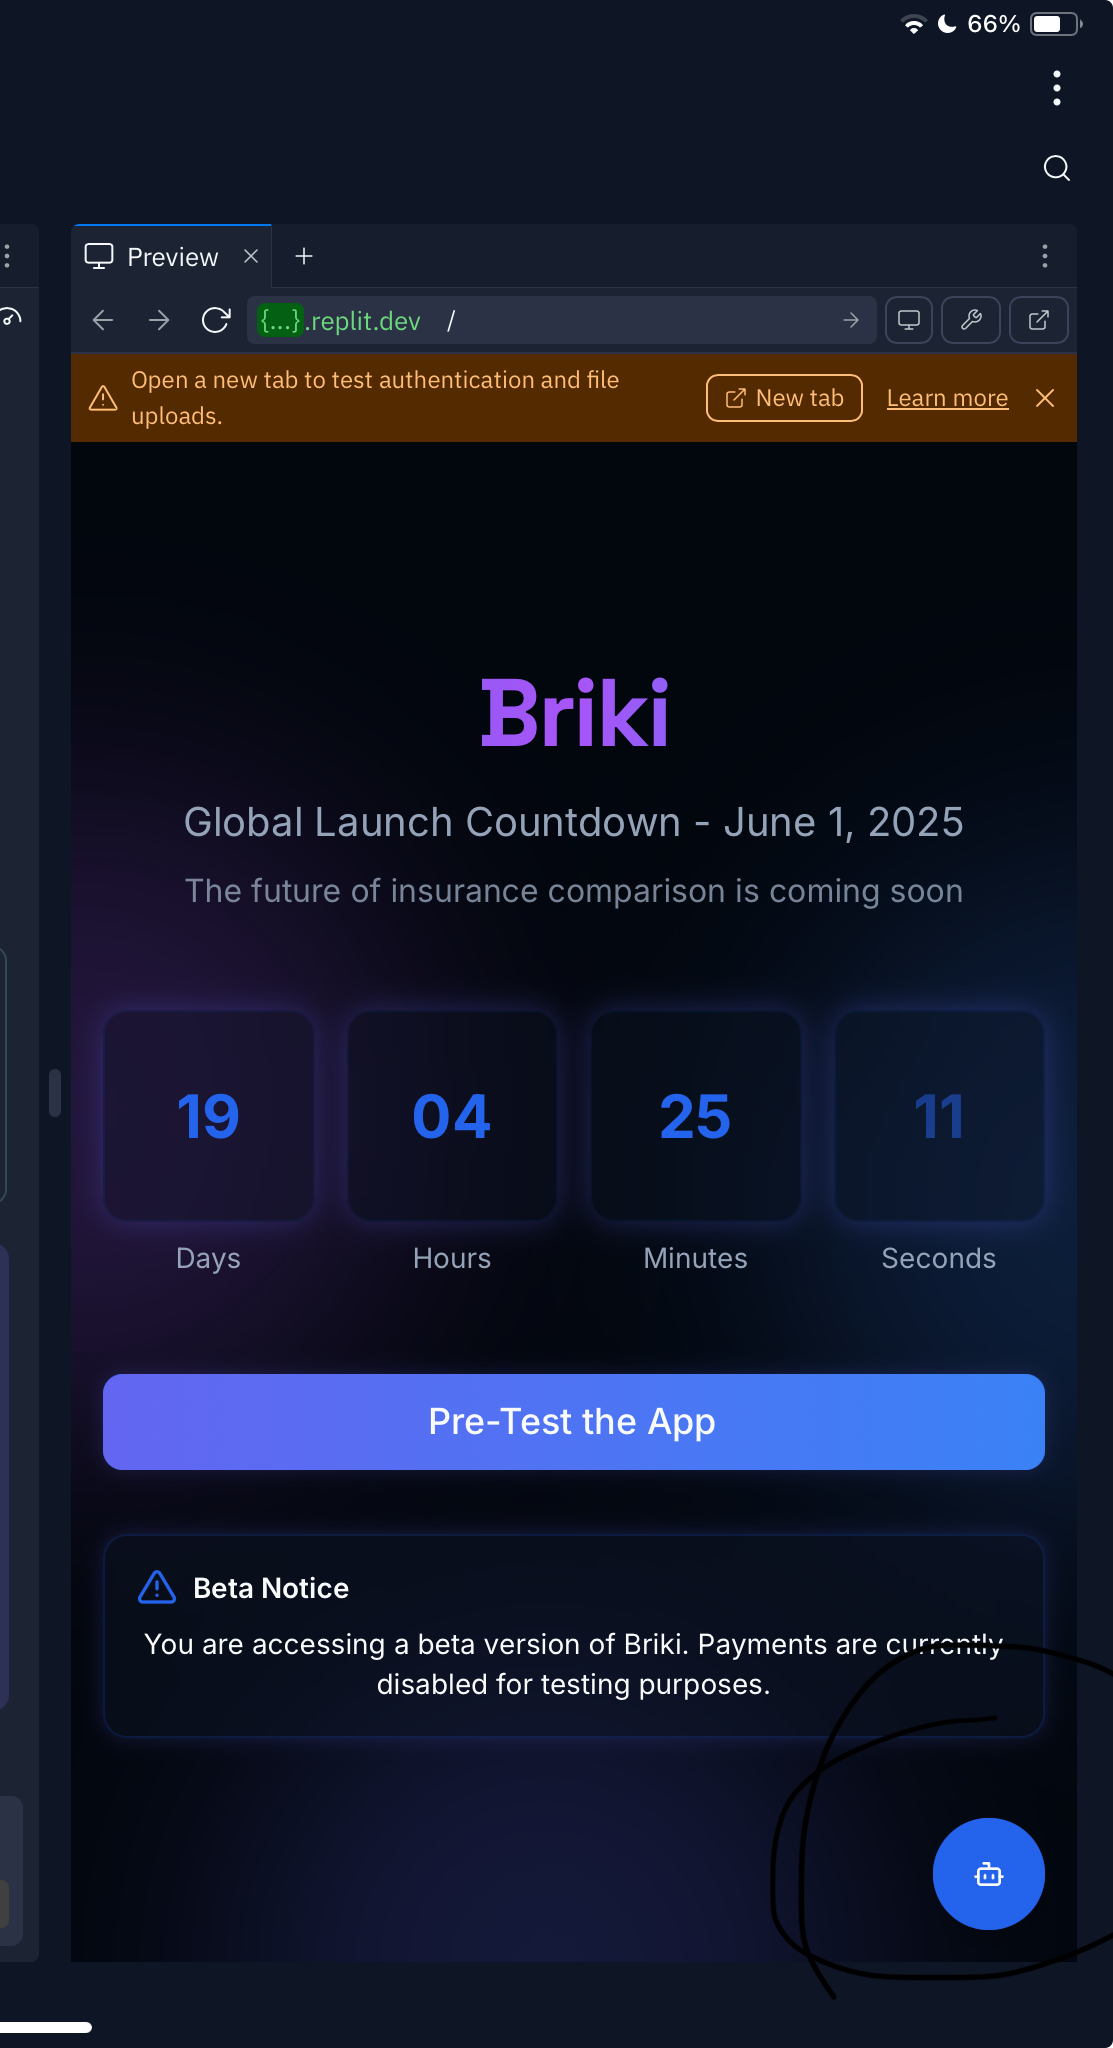 66%
Preview
{...}.replit.dev /
Open a new tab to test authentication and file
uploads.
New tab
Learn more
Briki
Global Launch Countdown - June 1, 2025
The future of insurance comparison is coming soon
19 04 25 11
Days Hours Minutes Seconds
Pre-Test the App
Beta Notice
You are accessing a beta version of Briki. Payments are currently
disabled for testing purposes.